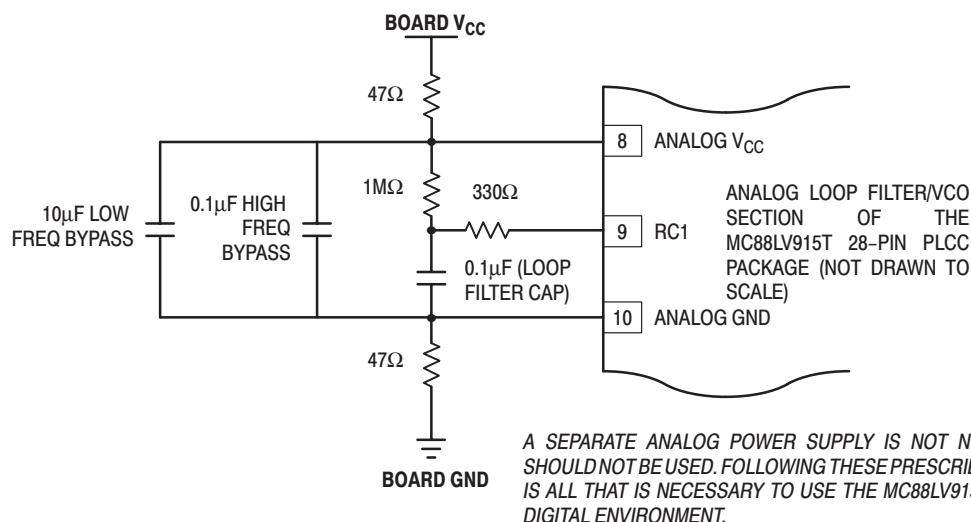 BOARD VCC
47Ω
8 ANALOG VCC
1MΩ
330Ω
10μF LOW
FREQ BYPASS
0.1μF HIGH
FREQ
BYPASS
9 RC1
ANALOG LOOP FILTER/VCO
SECTION OF THE
MC88LV915T 28–PIN PLCC
PACKAGE (NOT DRAWN TO
SCALE)
0.1μF (LOOP
FILTER CAP)
10 ANALOG GND
47Ω
BOARD GND
A SEPARATE ANALOG POWER SUPPLY IS NOT
SHOULD NOT BE USED. FOLLOWING THESE
IS ALL THAT IS NECESSARY TO USE THE
DIGITAL ENVIRONMENT.